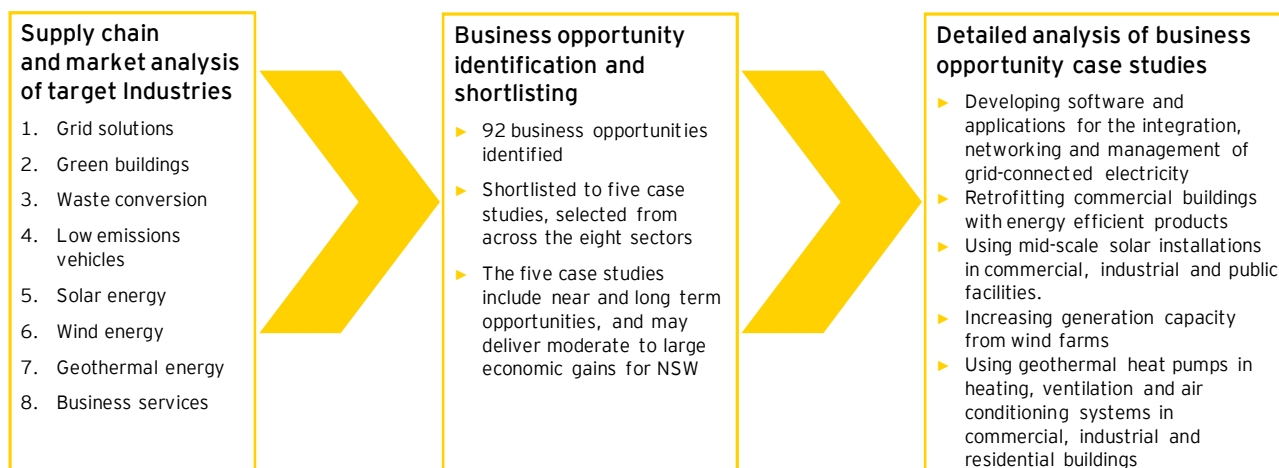 Supply chain
and market analysis
of target Industries
1. Grid solutions
2. Green buildings
3. Waste conversion
4. Low emissions
vehicles
5. Solar energy
6. Wind energy
7. Geothermal energy
8. Business services
Business opportunity
identification and
shortlisting
► 92 business opportunities
identified
► Shortlisted to five case
studies, selected from
across the eight sectors
► The five case studies
include near and long term
opportunities, and may
deliver moderate to large
economic gains for NSW
Detailed analysis of business
opportunity case studies
► Developing software and
applications for the integration,
networking and management of
grid-connected electricity
► Retrofitting commercial buildings
with energy efficient products
► Using mid-scale solar installations
in commercial, industrial and public
facilities.
► Increasing generation capacity
from wind farms
► Using geothermal heat pumps in
heating, ventilation and air
conditioning systems in
commercial, industrial and
residential buildings